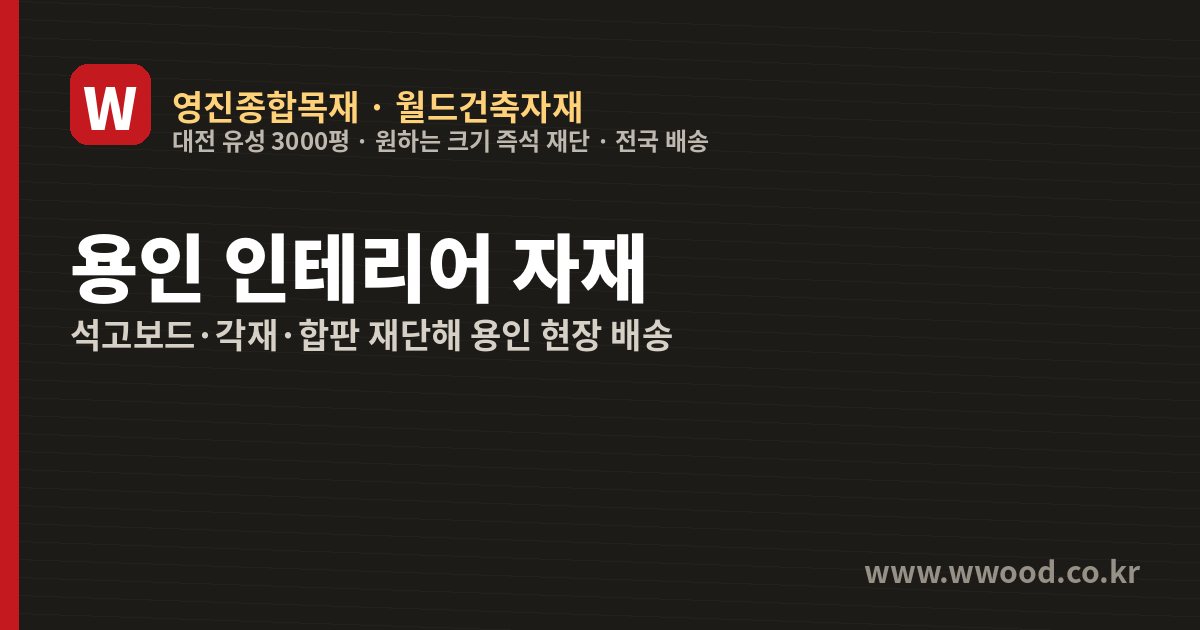 W
영진종합목재 · 월드건축자재
대전 유성 3000평 · 원하는 크기 즉석 재단 · 전국 배송
용인 인테리어 자재
석고보드·각재·합판 재단해 용인 현장 배송
www.wwood.co.kr